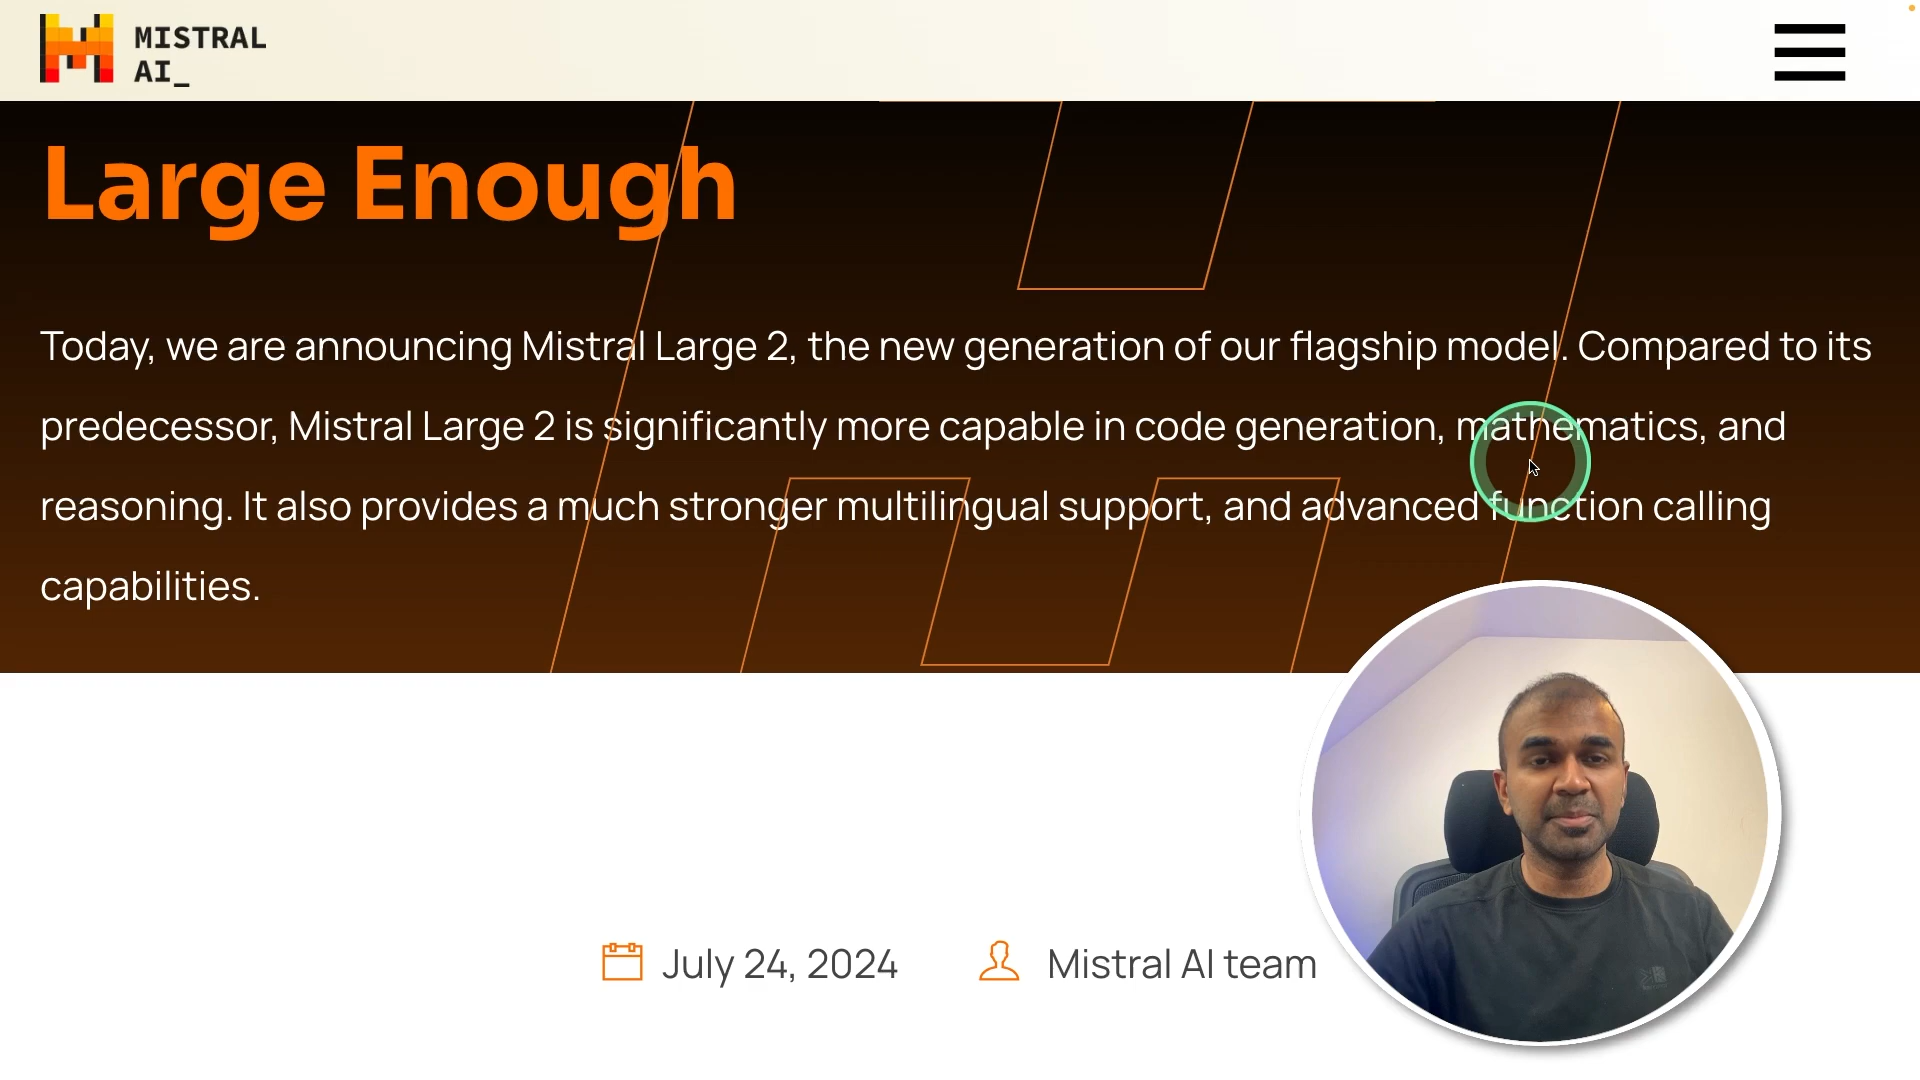 MISTRAL
AI_
Large Enough
Today, we are announcing Mistral Large 2, the new generation of our flagship model. Compared to its
predecessor, Mistral Large 2 is significantly more capable in code generation, mathematics, and
reasoning. It also provides a much stronger multilingual support, and advanced function calling
capabilities.
July 24, 2024
Mistral AI team